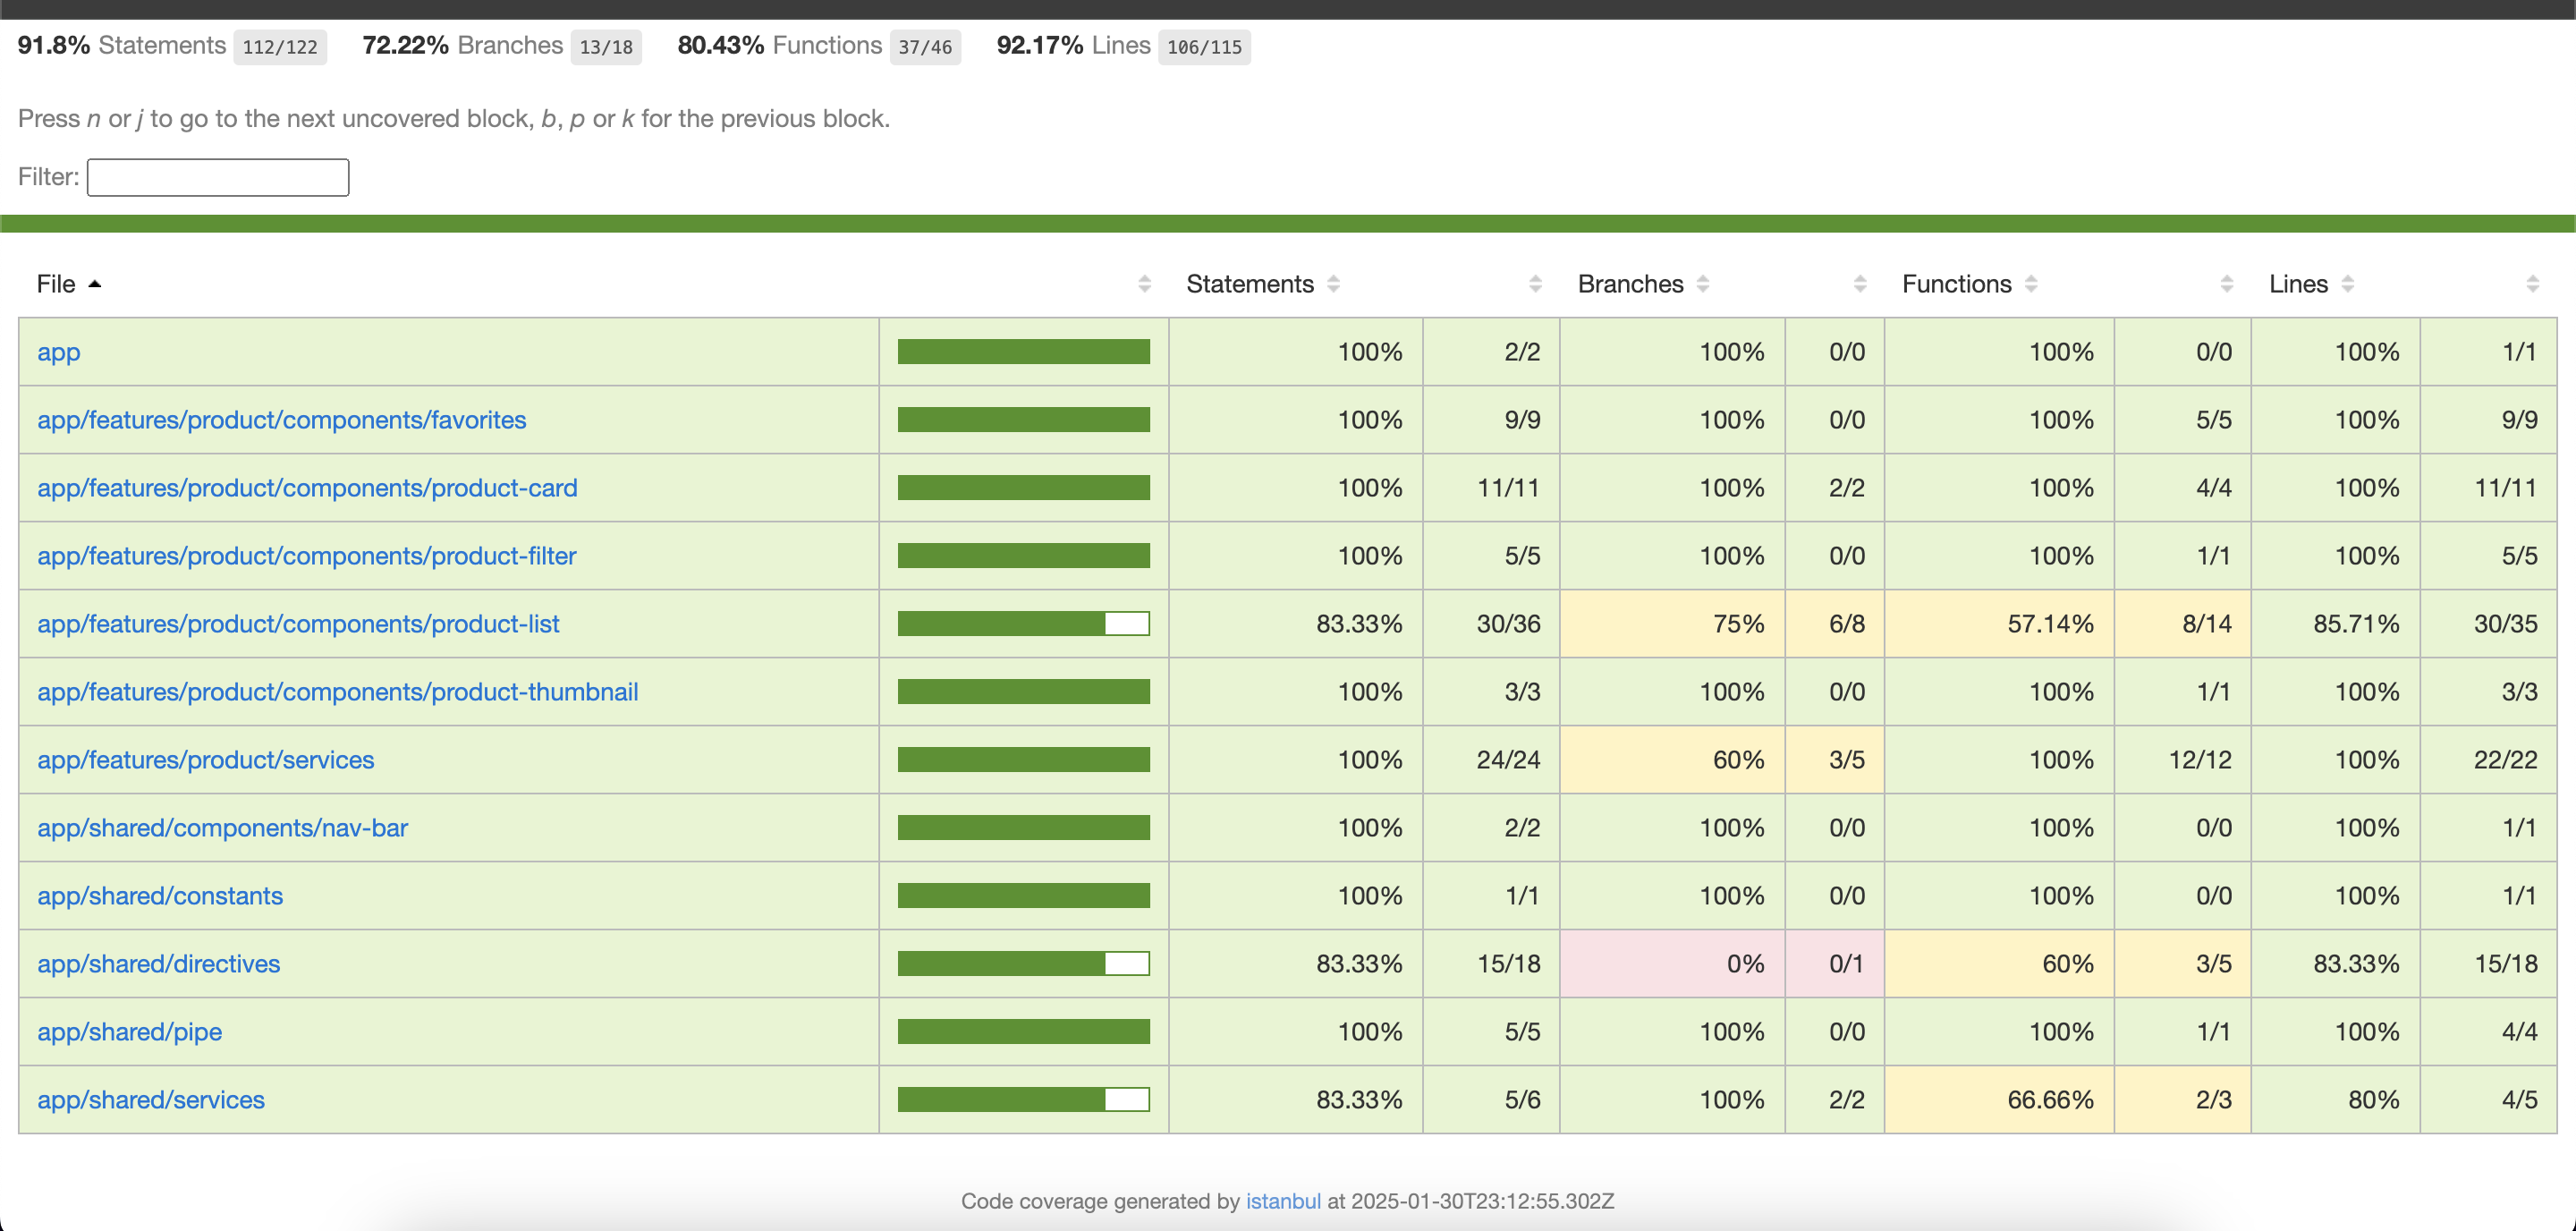 91.8% Statements 112/122 72.22% Branches 13/18 80.43% Functions 37/46 92.17% Lines 106/115
Press n or j to go to the next uncovered block, b, p or k for the previous block.
Filter:
File Statements Branches Functions Lines
app 100% 2/2 100% 0/0 100% 0/0 100% 1/1
app/features/product/components/favorites 100% 9/9 100% 0/0 100% 5/5 100% 9/9
app/features/product/components/product-card 100% 11/11 100% 2/2 100% 4/4 100% 11/11
app/features/product/components/product-filter 100% 5/5 100% 0/0 100% 1/1 100% 5/5
app/features/product/components/product-list 83.33% 30/36 75% 6/8 57.14% 8/14 85.71% 30/35
app/features/product/components/product-thumbnail 100% 3/3 100% 0/0 100% 1/1 100% 3/3
app/features/product/services 100% 24/24 60% 3/5 100% 12/12 100% 22/22
app/shared/components/nav-bar 100% 2/2 100% 0/0 100% 0/0 100% 1/1
app/shared/constants 100% 1/1 100% 0/0 100% 0/0 100% 1/1
app/shared/directives 83.33% 15/18 0% 0/1 60% 3/5 83.33% 15/18
app/shared/pipe 100% 5/5 100% 0/0 100% 1/1 100% 4/4
app/shared/services 83.33% 5/6 100% 2/2 66.66% 2/3 80% 4/5
Code coverage generated by istanbul at 2025-01-30T23:12:55.302Z